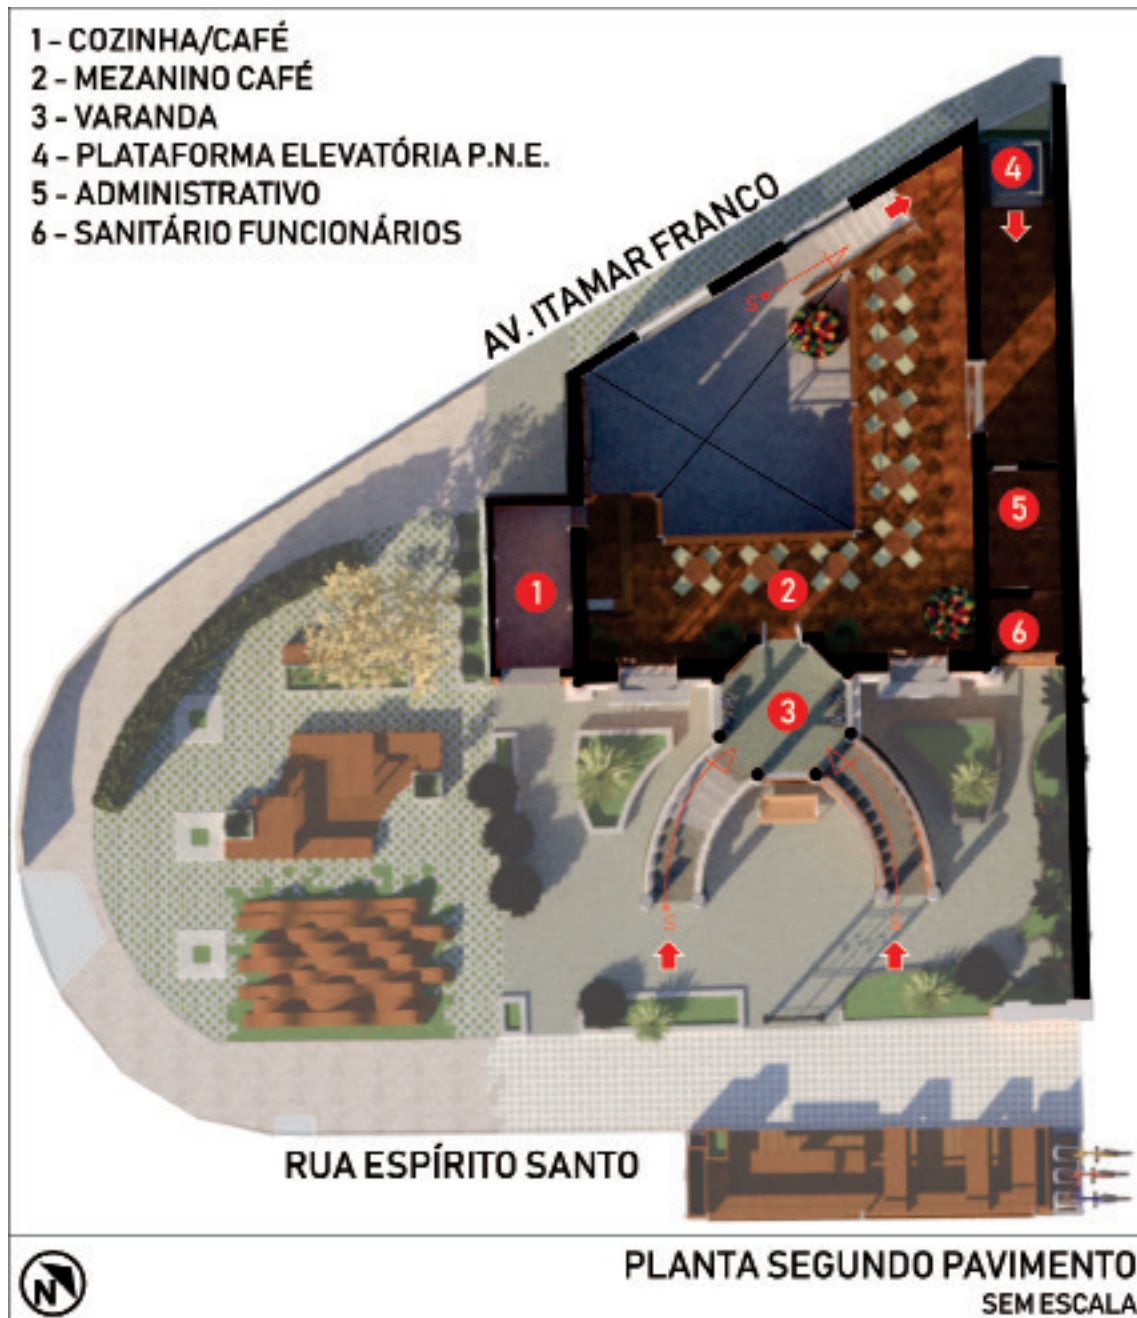 1 - COZINHA/CAFÉ
2 - MEZANINO CAFÉ
3 - VARANDA
4 - PLATAFORMA ELEVATÓRIA P.N.E.
5 - ADMINISTRATIVO
6 - SANITÁRIO FUNCIONÁRIOS
AV. ITAMAR FRANCO
4
S
5
1
2
6
3
S
S
RUA ESPÍRITO SANTO
N
PLANTA SEGUNDO PAVIMENTO
SEM ESCALA